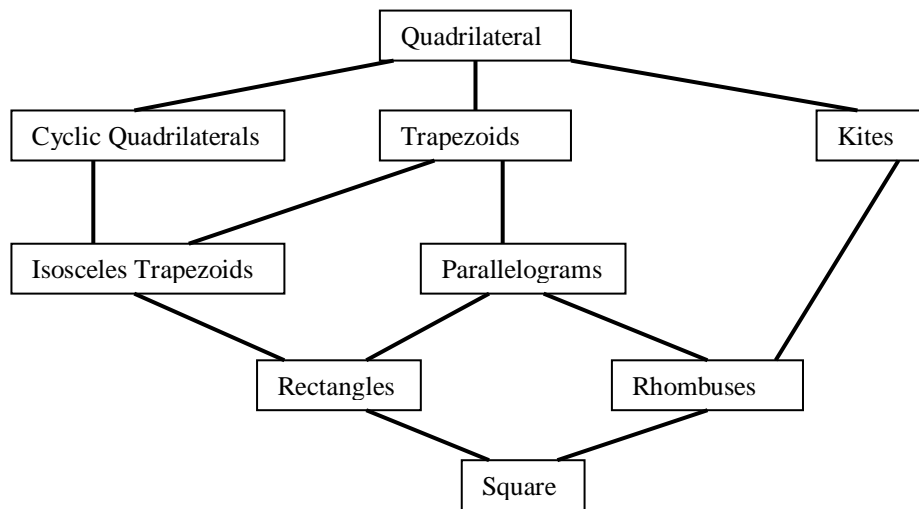 Quadrilateral
Cyclic Quadrilaterals
Trapezoids
Kites
Isosceles Trapezoids
Parallelograms
Rectangles
Rhombuses
Square